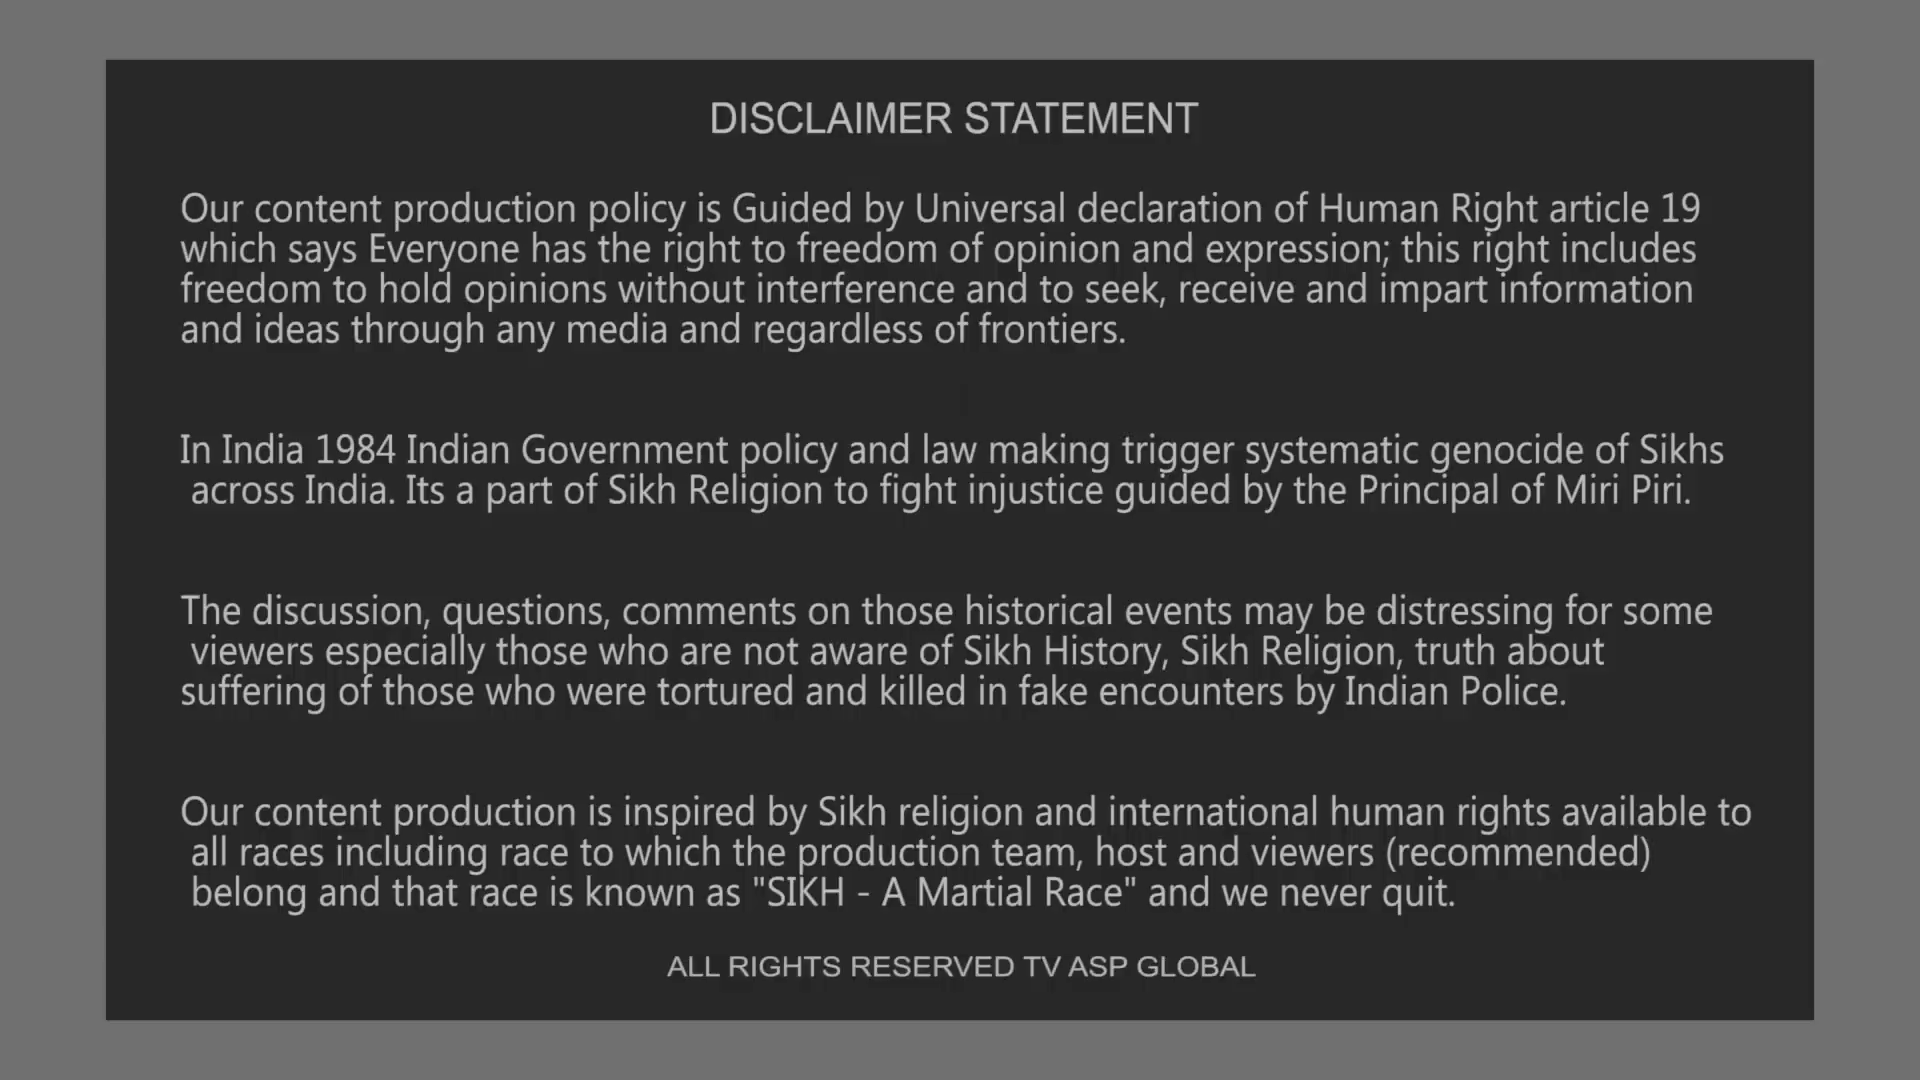 DISCLAIMER STATEMENT
Our content production policy is Guided by Universal declaration of Human Right article 19
which says Everyone has the right to freedom of opinion and expression; this right includes
freedom to hold opinions without interference and to seek, receive and impart information
and ideas through any media and regardless of frontiers.
In India 1984 Indian Government policy and law making trigger systematic genocide of Sikhs
across India. Its a part of Sikh Religion to fight injustice guided by the Principal of Miri Piri.
The discussion, questions, comments on those historical events may be distressing for some
viewers especially those who are not aware of Sikh History, Sikh Religion, truth about
suffering of those who were tortured and killed in fake encounters by Indian Police.
Our content production is inspired by Sikh religion and international human rights available to
all races including race to which the production team, host and viewers (recommended)
belong and that race is known as "SIKH - A Martial Race" and we never quit.
ALL RIGHTS RESERVED TV ASP GLOBAL